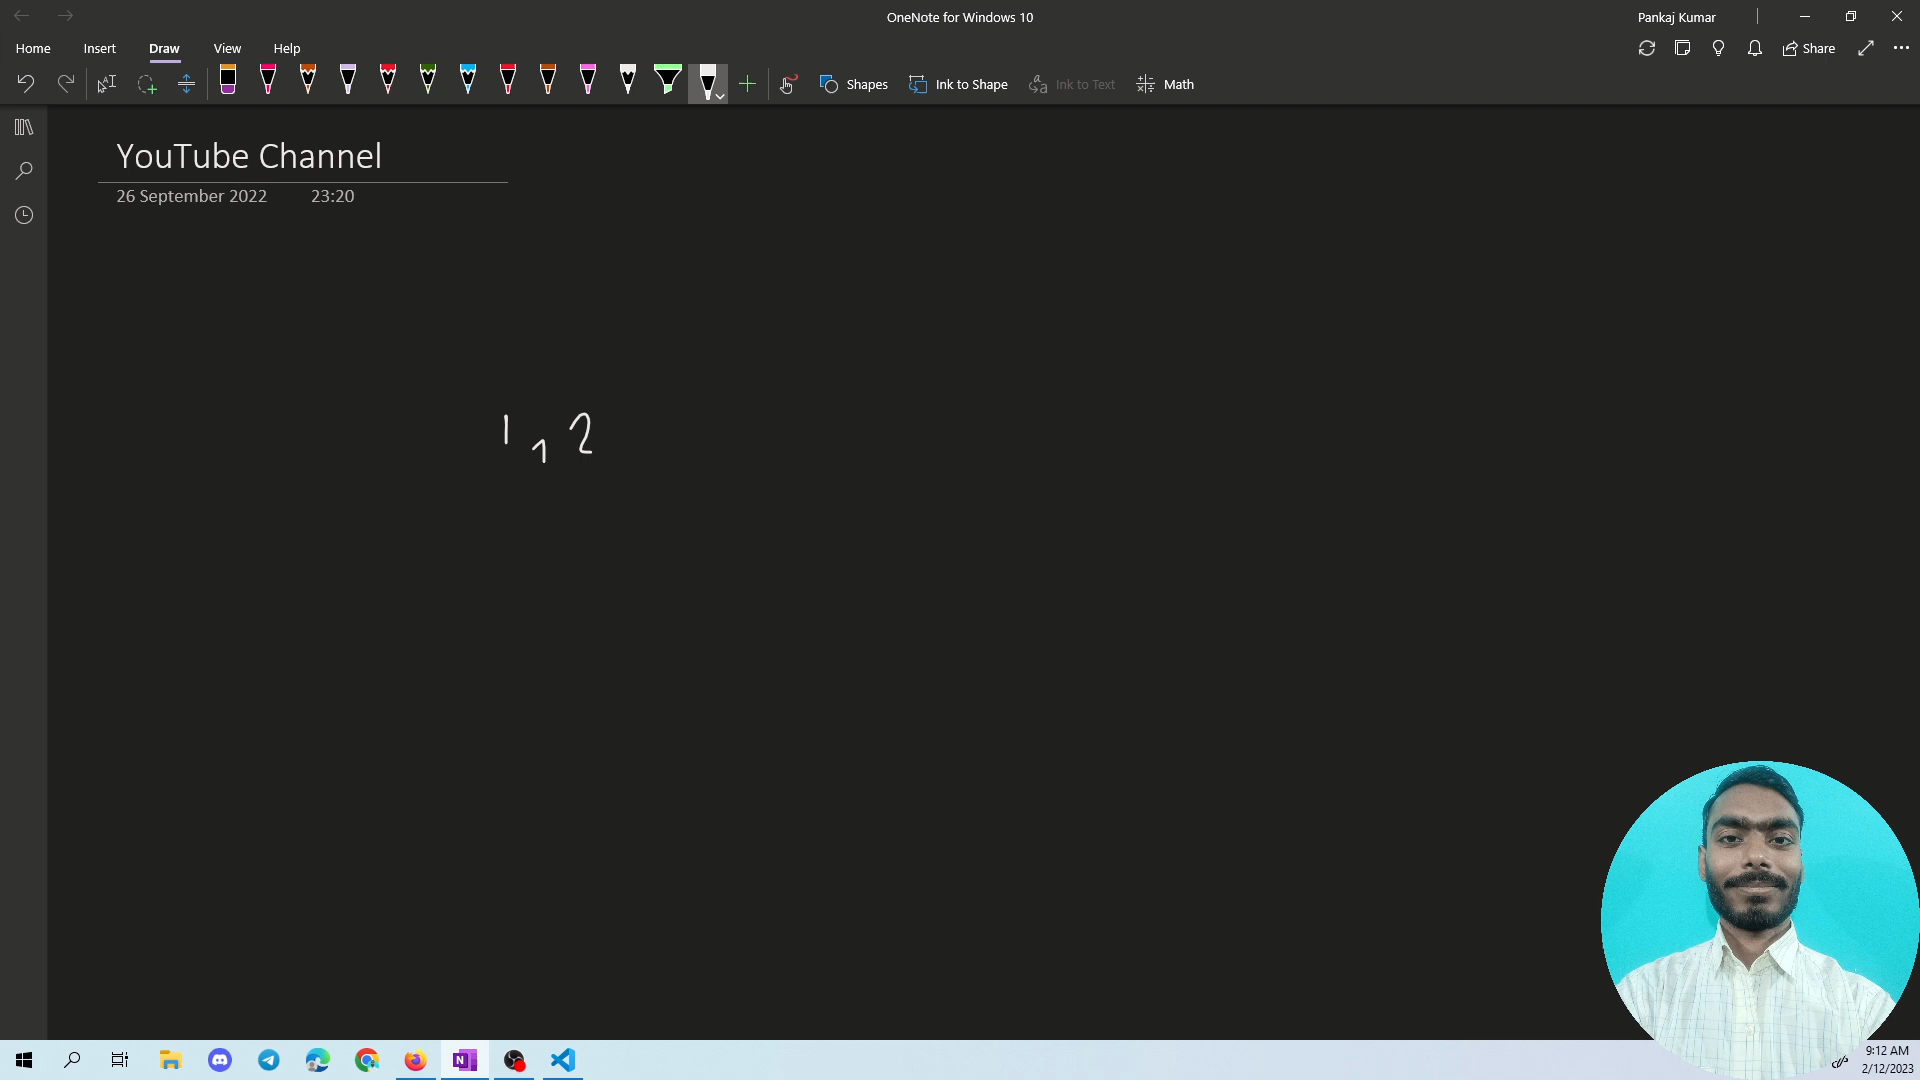 OneNote for Windows 10
Pankaj Kumar
Home Insert Draw View Help
Share
Shapes Ink to Shape Ink to Text Math
YouTube Channel
26 September 2022 23:20
1 , 2
9:12 AM
2/12/2023